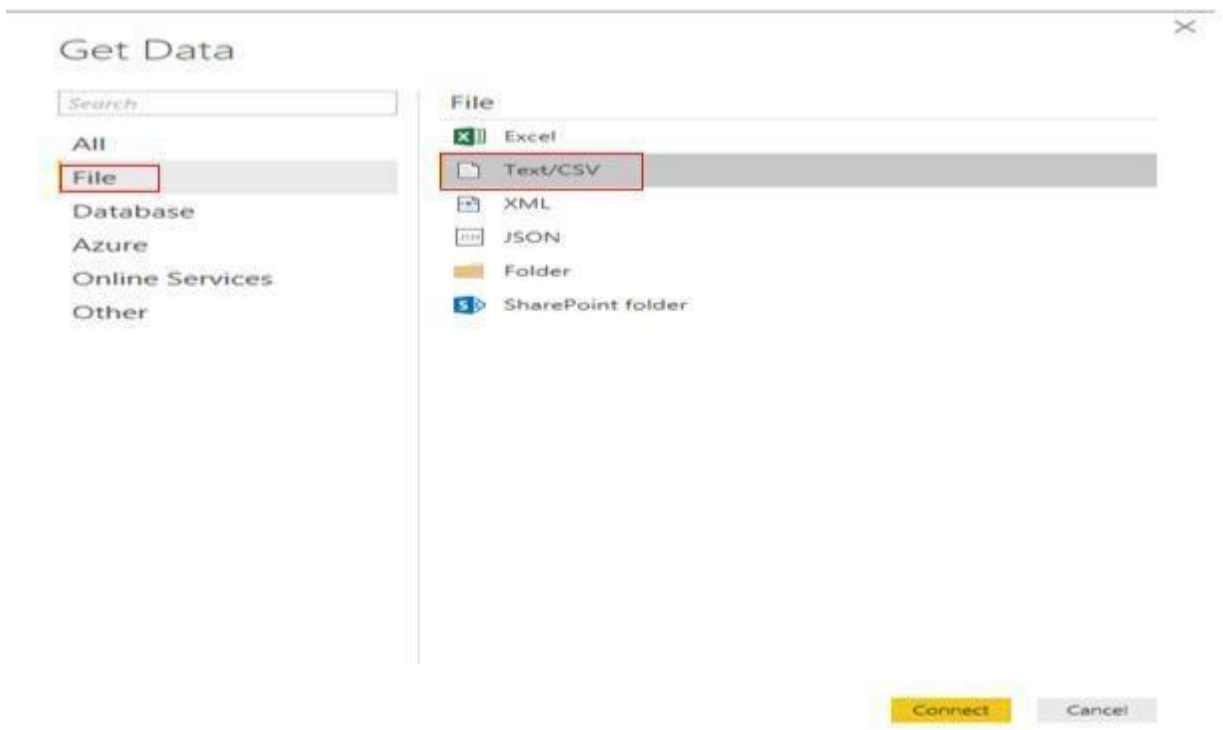 Get Data
Search
All
File
Database
Azure
Online Services
Other
File
Excel
Text/CSV
XML
JSON
Folder
SharePoint folder
Connect
Cancel